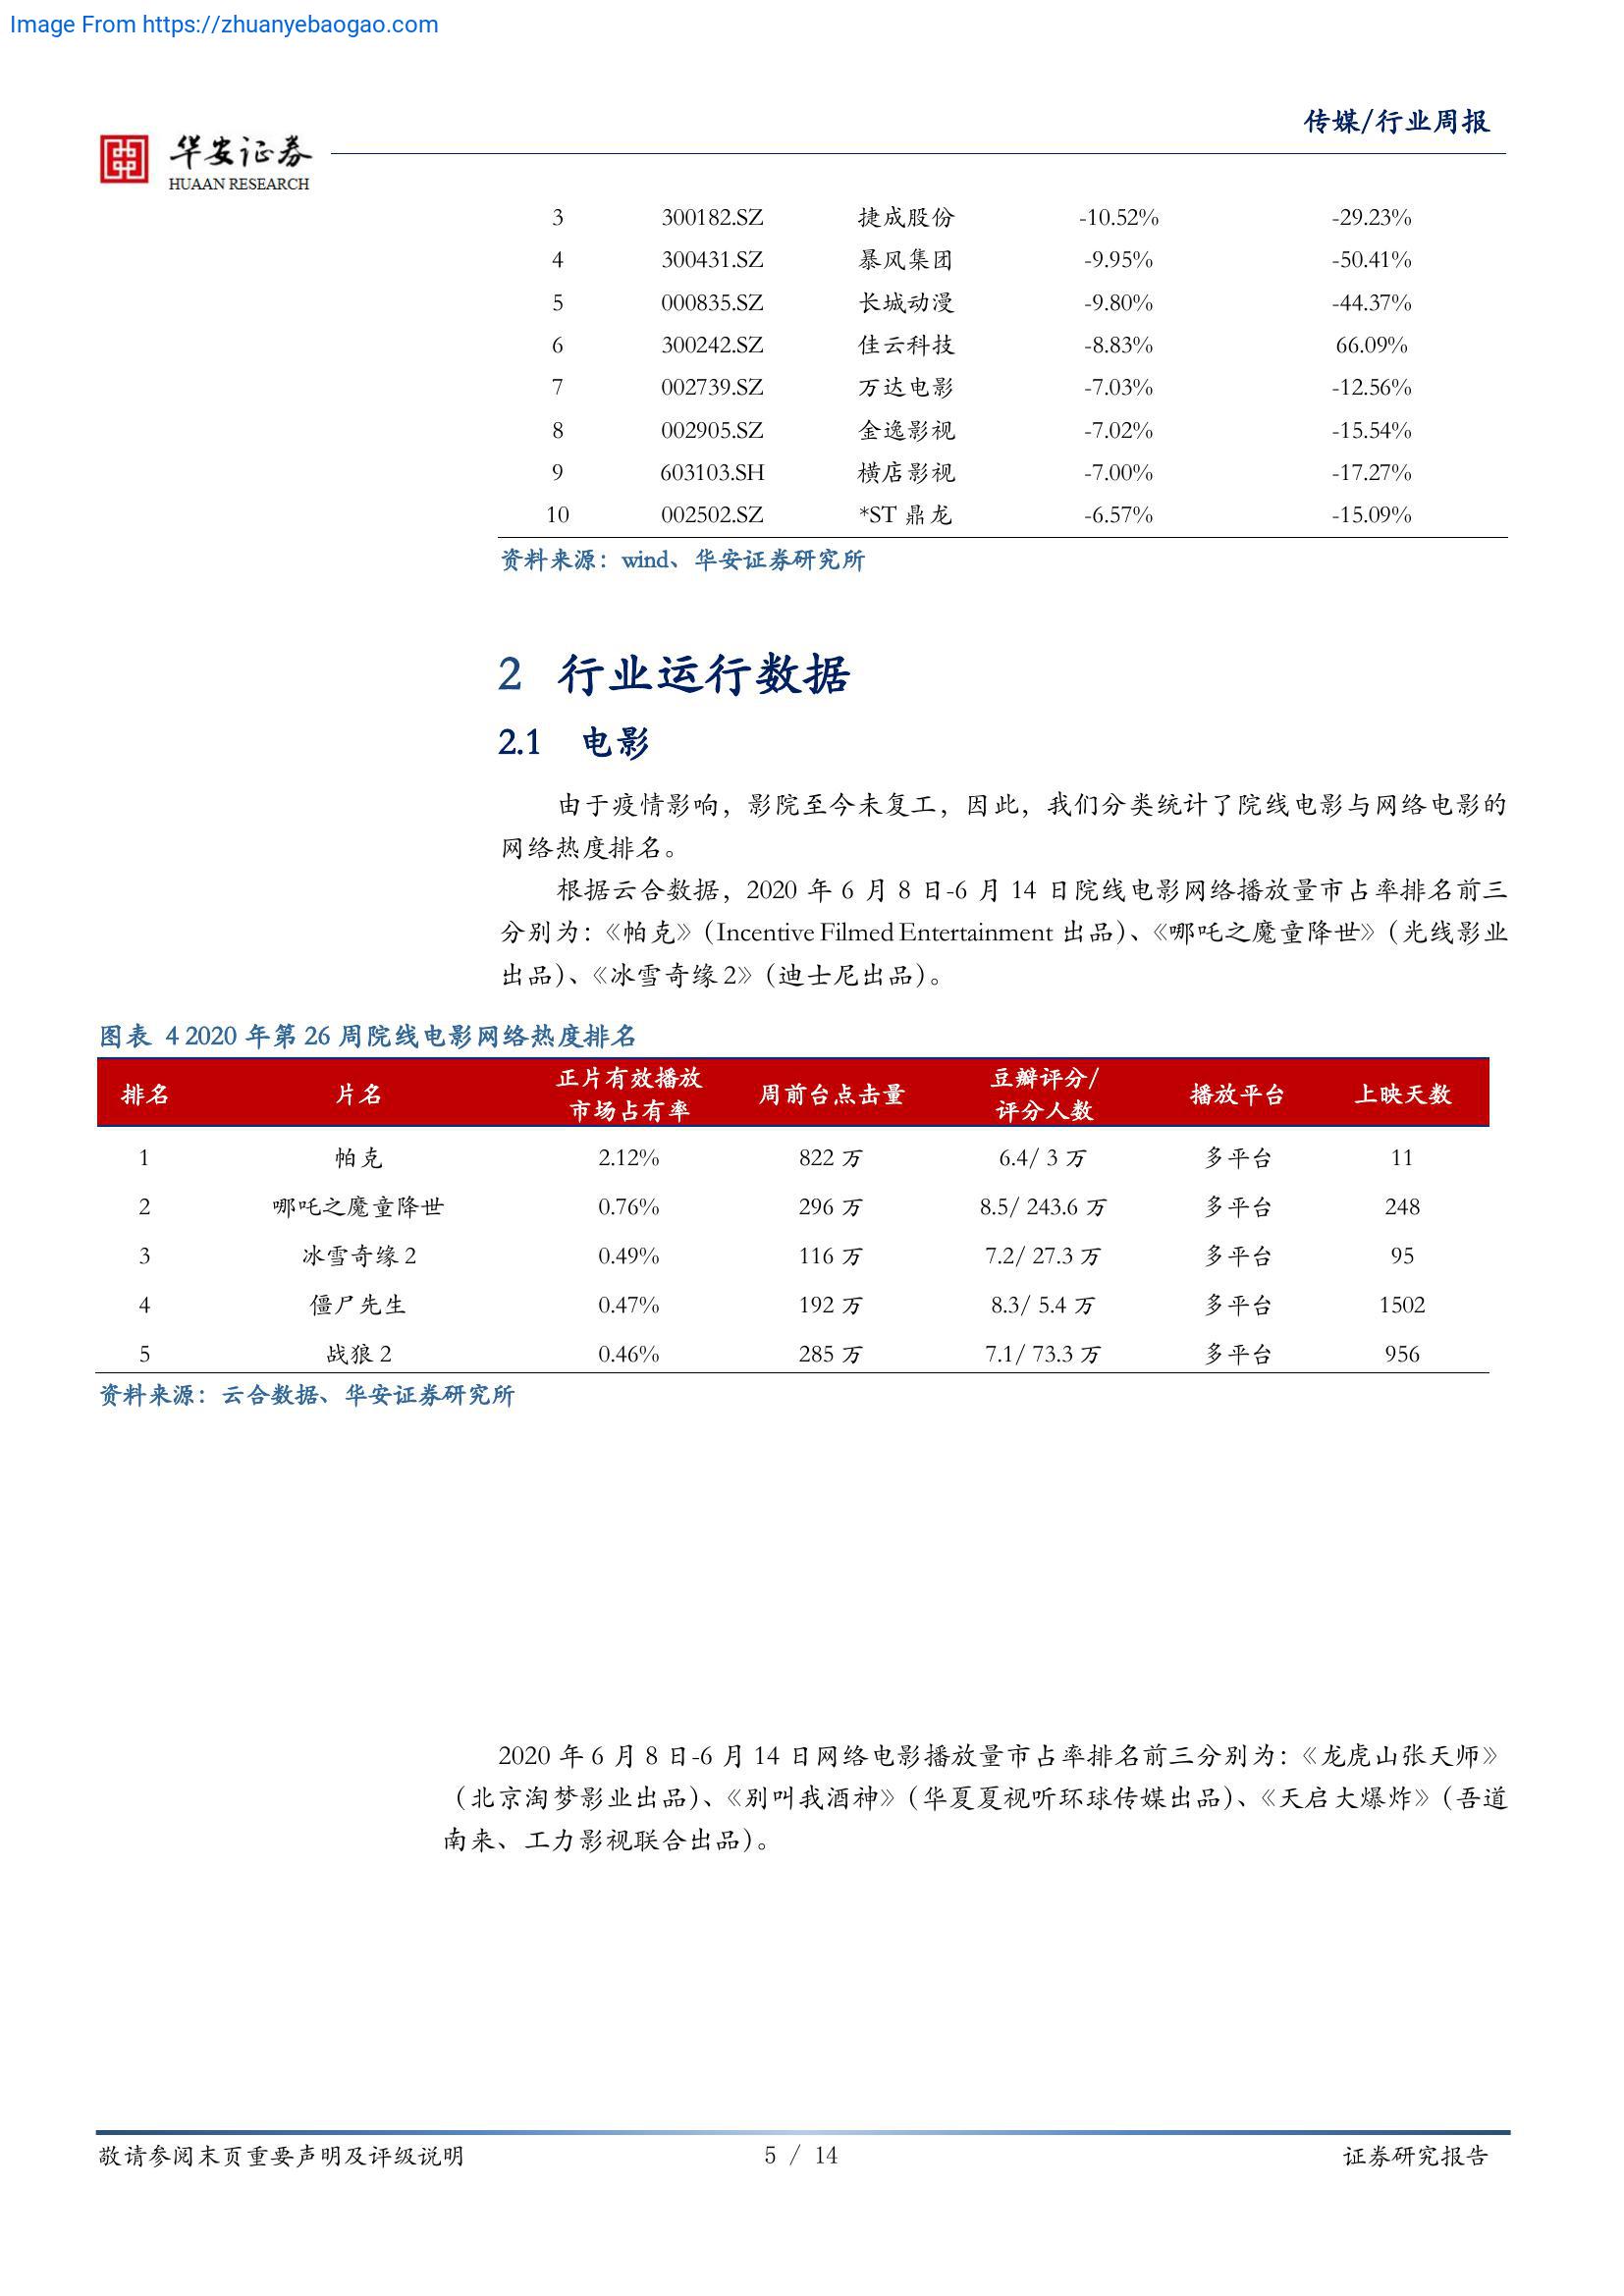 Image From https://zhuanyebaogao.com
传媒/行业周报
华安证券
HUAAN RESEARCH
3 300182.SZ 捷成股份 -10.52% -29.23%
4 300431.SZ 暴风集团 -9.95% -50.41%
5 000835.SZ 长城动漫 -9.80% -44.37%
6 300242.SZ 佳云科技 -8.83% 66.09%
7 002739.SZ 万达电影 -7.03% -12.56%
8 002905.SZ 金逸影视 -7.02% -15.54%
9 603103.SH 横店影视 -7.00% -17.27%
10 002502.SZ *ST 鼎龙 -6.57% -15.09%
资料来源：wind、华安证券研究所
2 行业运行数据
2.1 电影
由于疫情影响，影院至今未复工，因此，我们分类统计了院线电影与网络电影的
网络热度排名。
根据云合数据，2020 年 6 月 8 日-6 月 14 日院线电影网络播放量市占率排名前三
分别为：《帕克》（Incentive Filmed Entertainment 出品）、《哪吒之魔童降世》（光线影业
出品）、《冰雪奇缘 2》（迪士尼出品）。
图表 4 2020 年第 26 周院线电影网络热度排名
排名 片名 正片有效播放 市场占有率 周前台点击量 豆瓣评分/ 评分人数 播放平台 上映天数
1 帕克 2.12% 822 万 6.4/ 3 万 多平台 11
2 哪吒之魔童降世 0.76% 296 万 8.5/ 243.6 万 多平台 248
3 冰雪奇缘 2 0.49% 116 万 7.2/ 27.3 万 多平台 95
4 僵尸先生 0.47% 192 万 8.3/ 5.4 万 多平台 1502
5 战狼 2 0.46% 285 万 7.1/ 73.3 万 多平台 956
资料来源：云合数据、华安证券研究所
2020 年 6 月 8 日-6 月 14 日网络电影播放量市占率排名前三分别为：《龙虎山张天师》
（北京淘梦影业出品）、《别叫我酒神》（华夏夏视听环球传媒出品）、《天启大爆炸》（吾道
南来、工力影视联合出品）。
敬请参阅末页重要声明及评级说明 5 / 14 证券研究报告